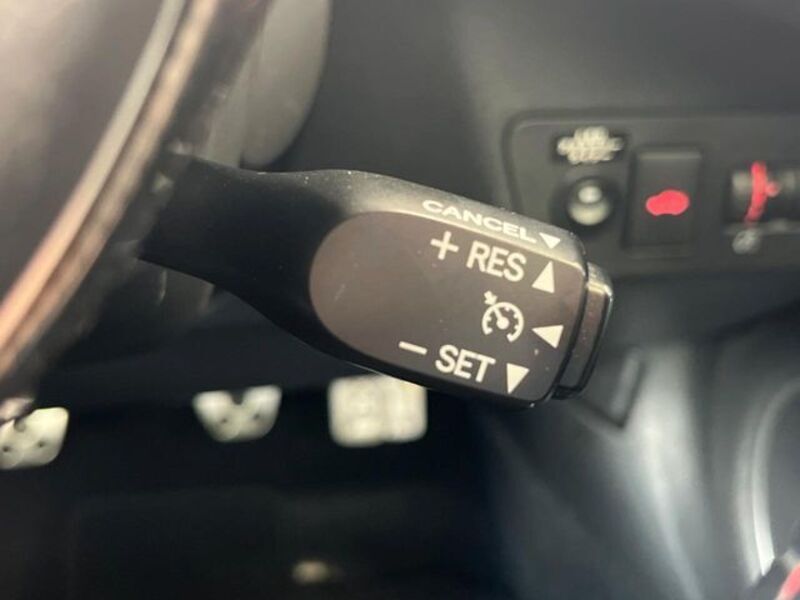 CANCEL
+ RES
- SET